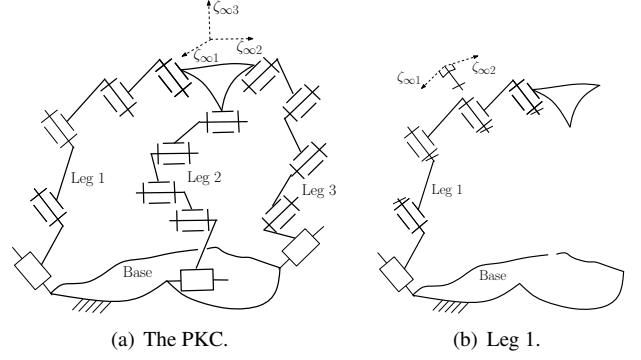 ζ∞3
ζ∞2
ζ∞1
Leg 1
Leg 2
Leg 3
Base
(a) The PKC.
ζ∞1
ζ∞2
Leg 1
Base
(b) Leg 1.